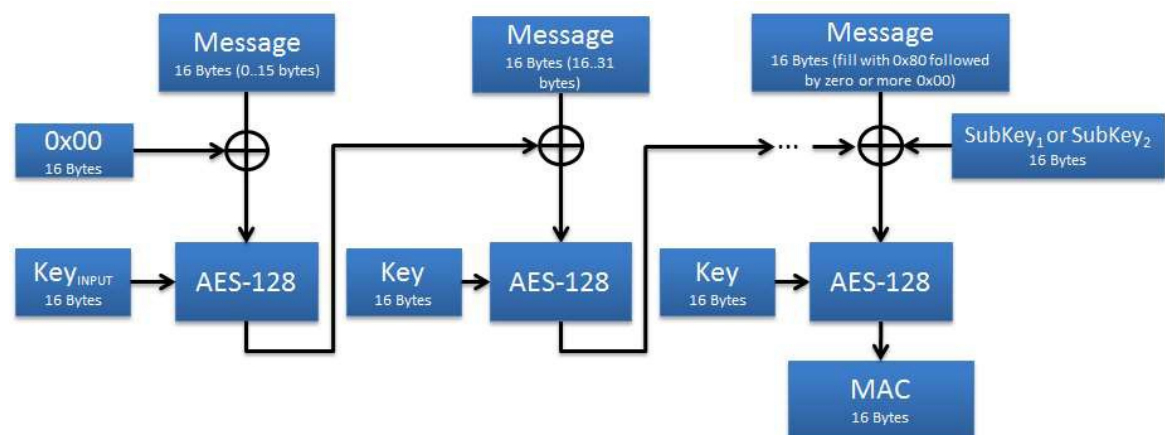 Message
16 Bytes (0..15 bytes)
Message
16 Bytes (16..31
bytes)
Message
16 Bytes (fill with 0x80 followed
by zero or more 0x00)
0x00
16 Bytes
SubKey₁ or SubKey₂
16 Bytes
...
Key INPUT
16 Bytes
AES-128
Key
16 Bytes
AES-128
Key
16 Bytes
AES-128
MAC
16 Bytes